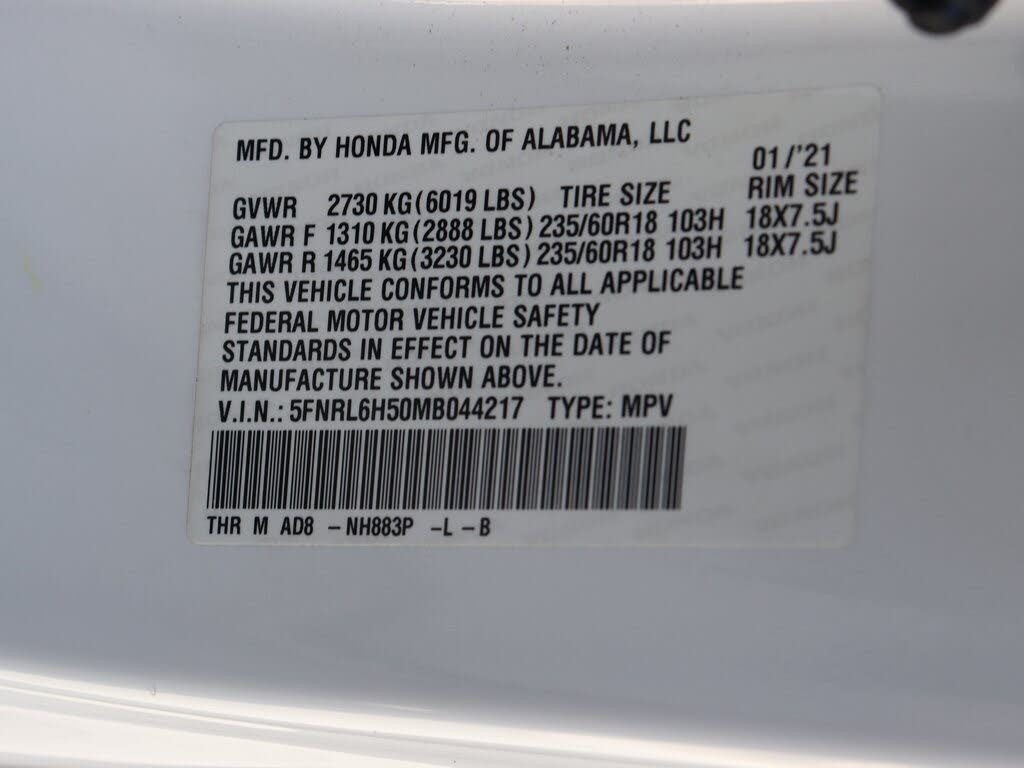 MFD. BY HONDA MFG. OF ALABAMA, LLC
01/'21
GVWR 2730 KG (6019 LBS) TIRE SIZE RIM SIZE
GAWR F 1310 KG (2888 LBS) 235/60R18 103H 18X7.5J
GAWR R 1465 KG (3230 LBS) 235/60R18 103H 18X7.5J
THIS VEHICLE CONFORMS TO ALL APPLICABLE
FEDERAL MOTOR VEHICLE SAFETY
STANDARDS IN EFFECT ON THE DATE OF
MANUFACTURE SHOWN ABOVE.
V.I.N.: 5FNRL6H50MB044217 TYPE: MPV
THR M AD8 – NH883P –L –B